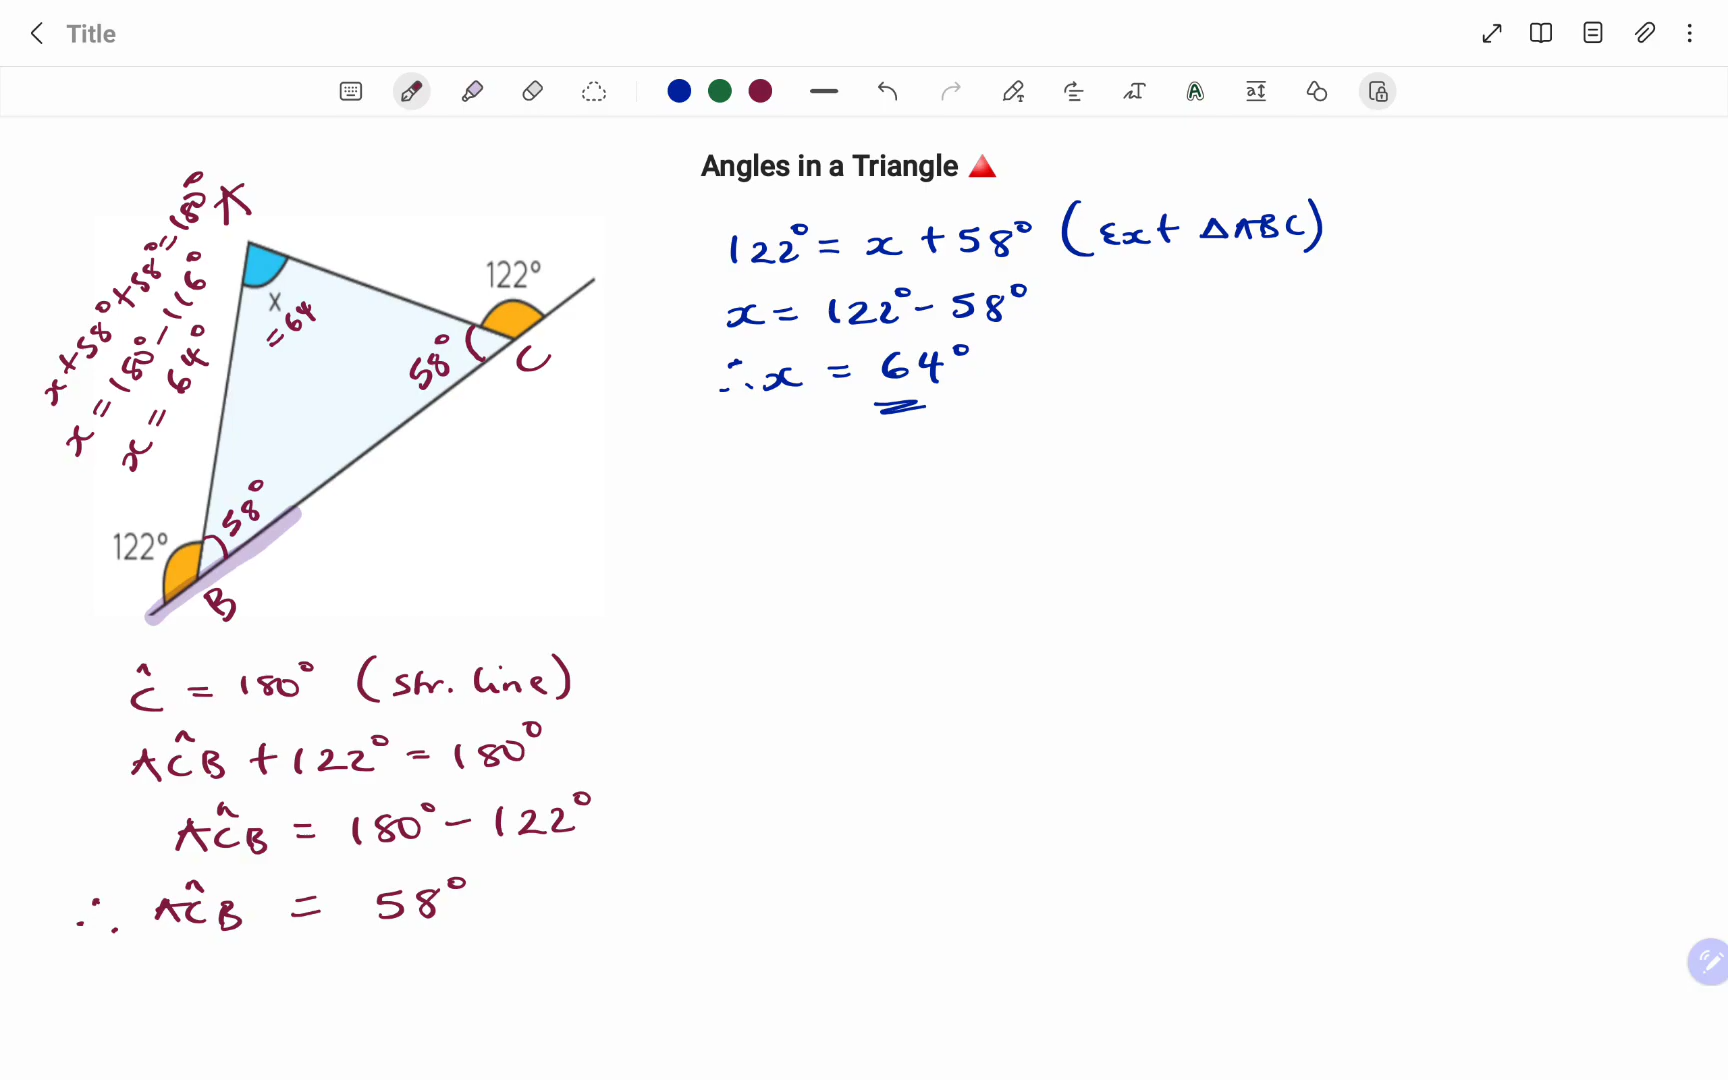 Title
Angles in a Triangle
A
x+58°+58°=180°
x = 180° - 116°
x = 64°
x
=64
122°
58°
C
58°
122°
B
Ĉ = 180° (str. line)
AĈB + 122° = 180°
AĈB = 180° - 122°
∴ AĈB = 58°
122° = x + 58° (Ext ΔABC)
x = 122° - 58°
∴ x = 64°